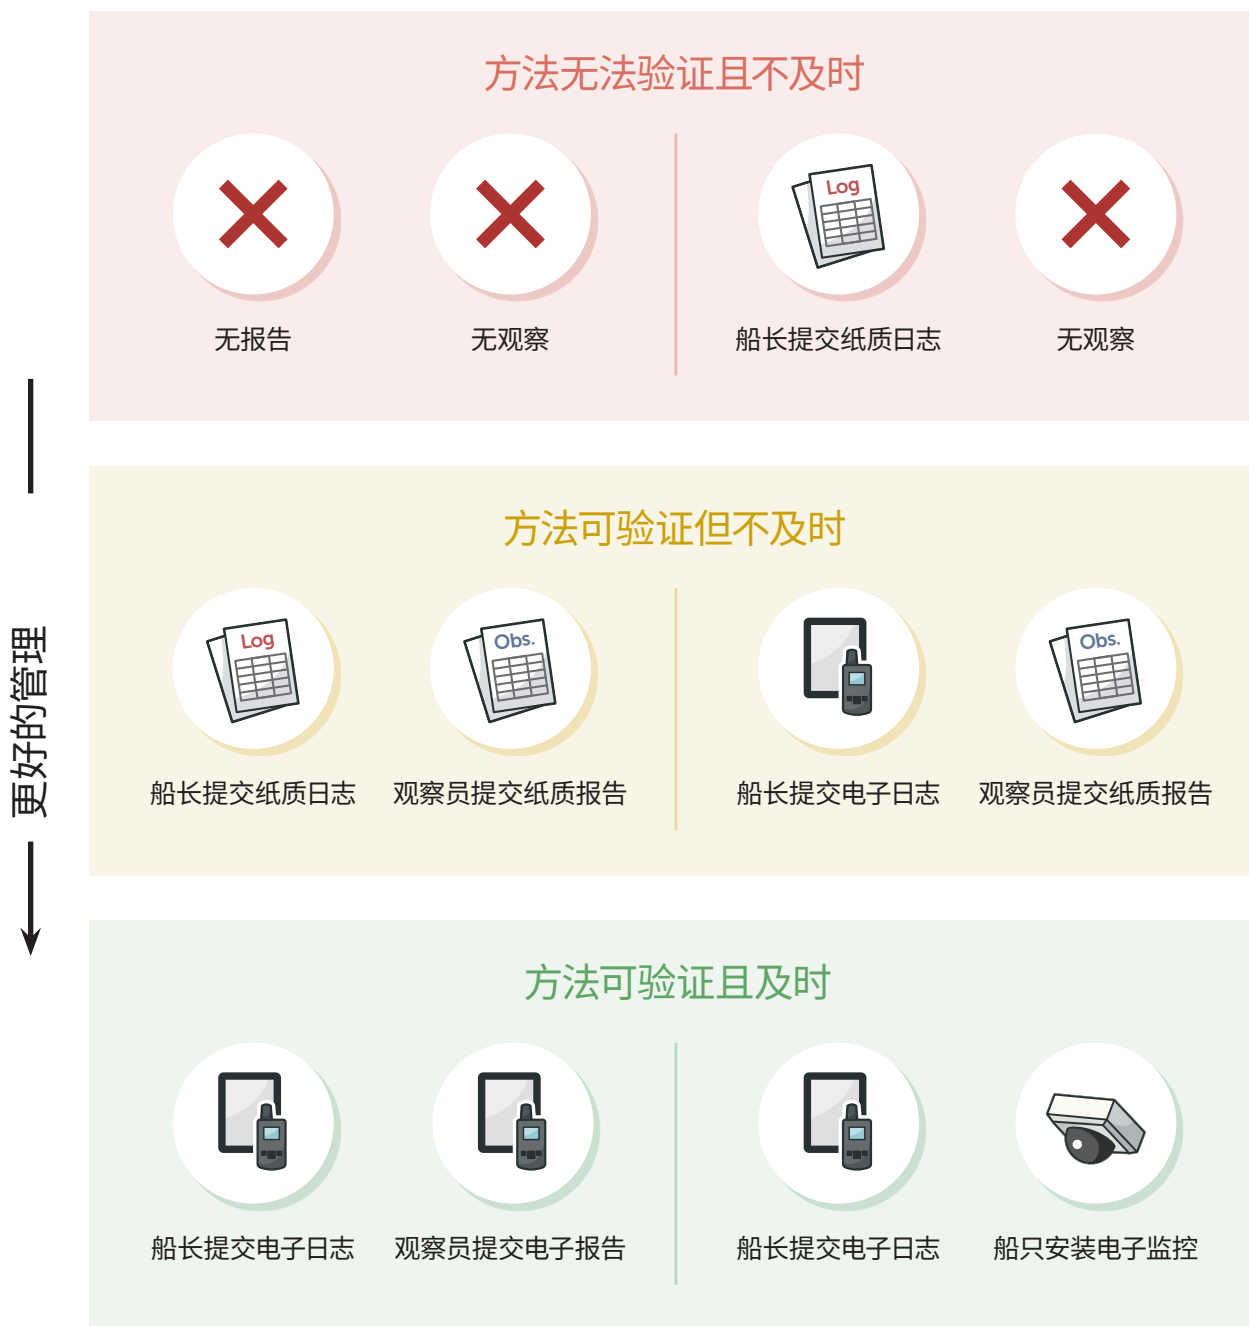 方法无法验证且不及时
Log
无报告
无观察
船长提交纸质日志
无观察
更好的管理
方法可验证但不及时
Log
Obs.
Obs.
船长提交纸质日志
观察员提交纸质报告
船长提交电子日志
观察员提交纸质报告
方法可验证且及时
船长提交电子日志
观察员提交电子报告
船长提交电子日志
船只安装电子监控